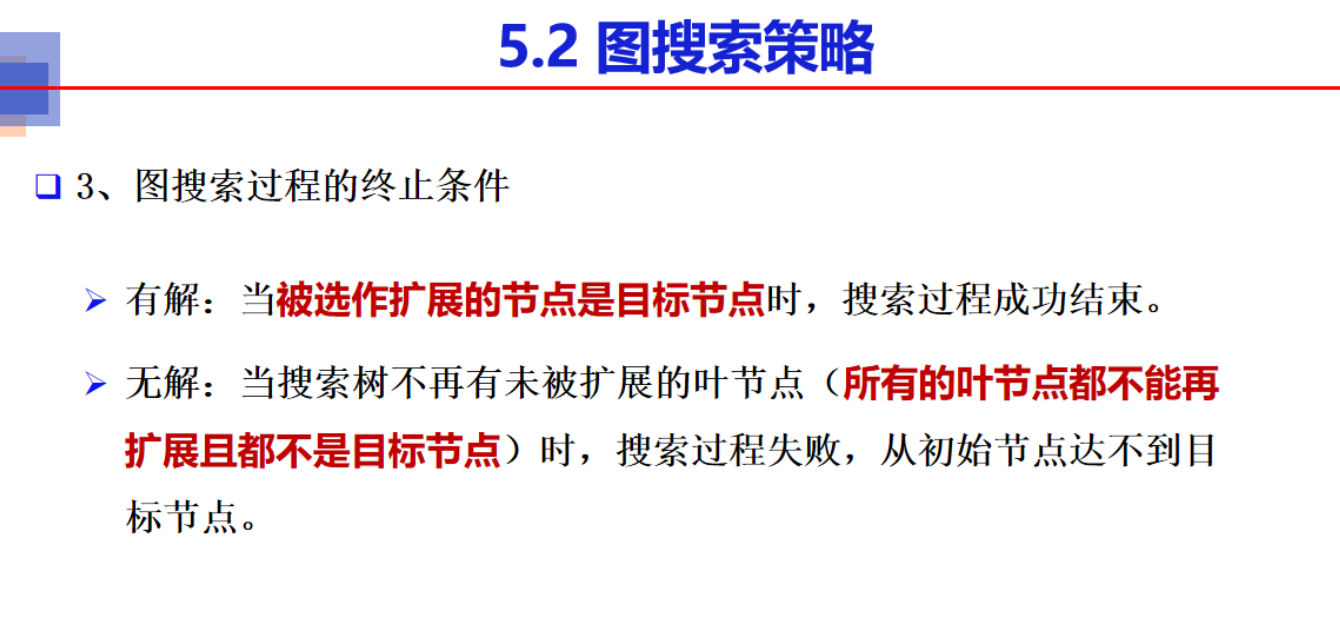 5.2 图搜索策略
3、图搜索过程的终止条件
有解：当被选作扩展的节点是目标节点时，搜索过程成功结束。
无解：当搜索树不再有未被扩展的叶节点（所有的叶节点都不能再
扩展且都不是目标节点）时，搜索过程失败，从初始节点达不到目
标节点。